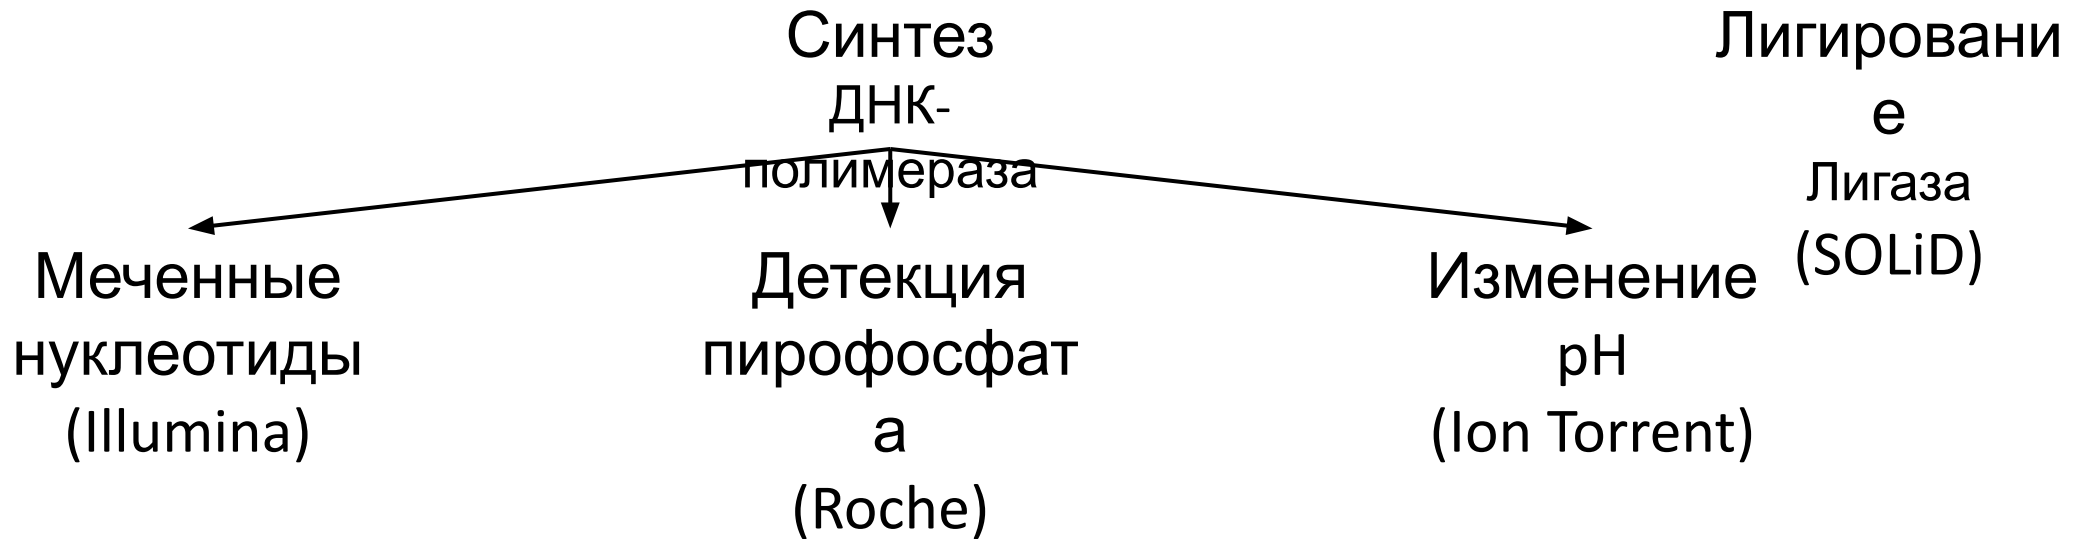 Синтез
ДНК-
полимераза
Лигировани
е
Лигаза
(SOLiD)
Меченные
нуклеотиды
(Illumina)
Детекция
пирофосфат
а
(Roche)
Изменение
pH
(Ion Torrent)